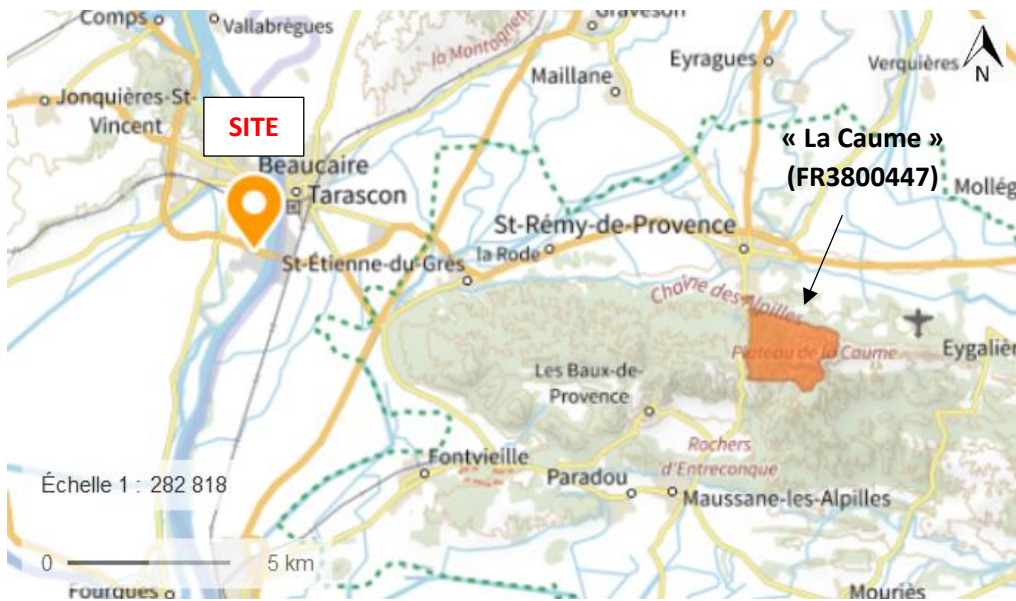 Comps
Vallabrègues
la Montagnet
Graveson
Eyragues
Verquières
N
Maillane
Jonquières-St-
Vincent
SITE
« La Caume »
(FR3800447)
Beaucaire
Tarascon
Mollég
St-Rémy-de-Provence
la Rode
St-Étienne-du-Grès
Chaîne des Alpilles
Plateau de la Caume
Eygalièr
Les Baux-de-
Provence
Rochers
d'Entreconque
Fontvieille
Paradou
Maussane-les-Alpilles
Échelle 1 : 282 818
0 5 km
Fourques
Mouriès